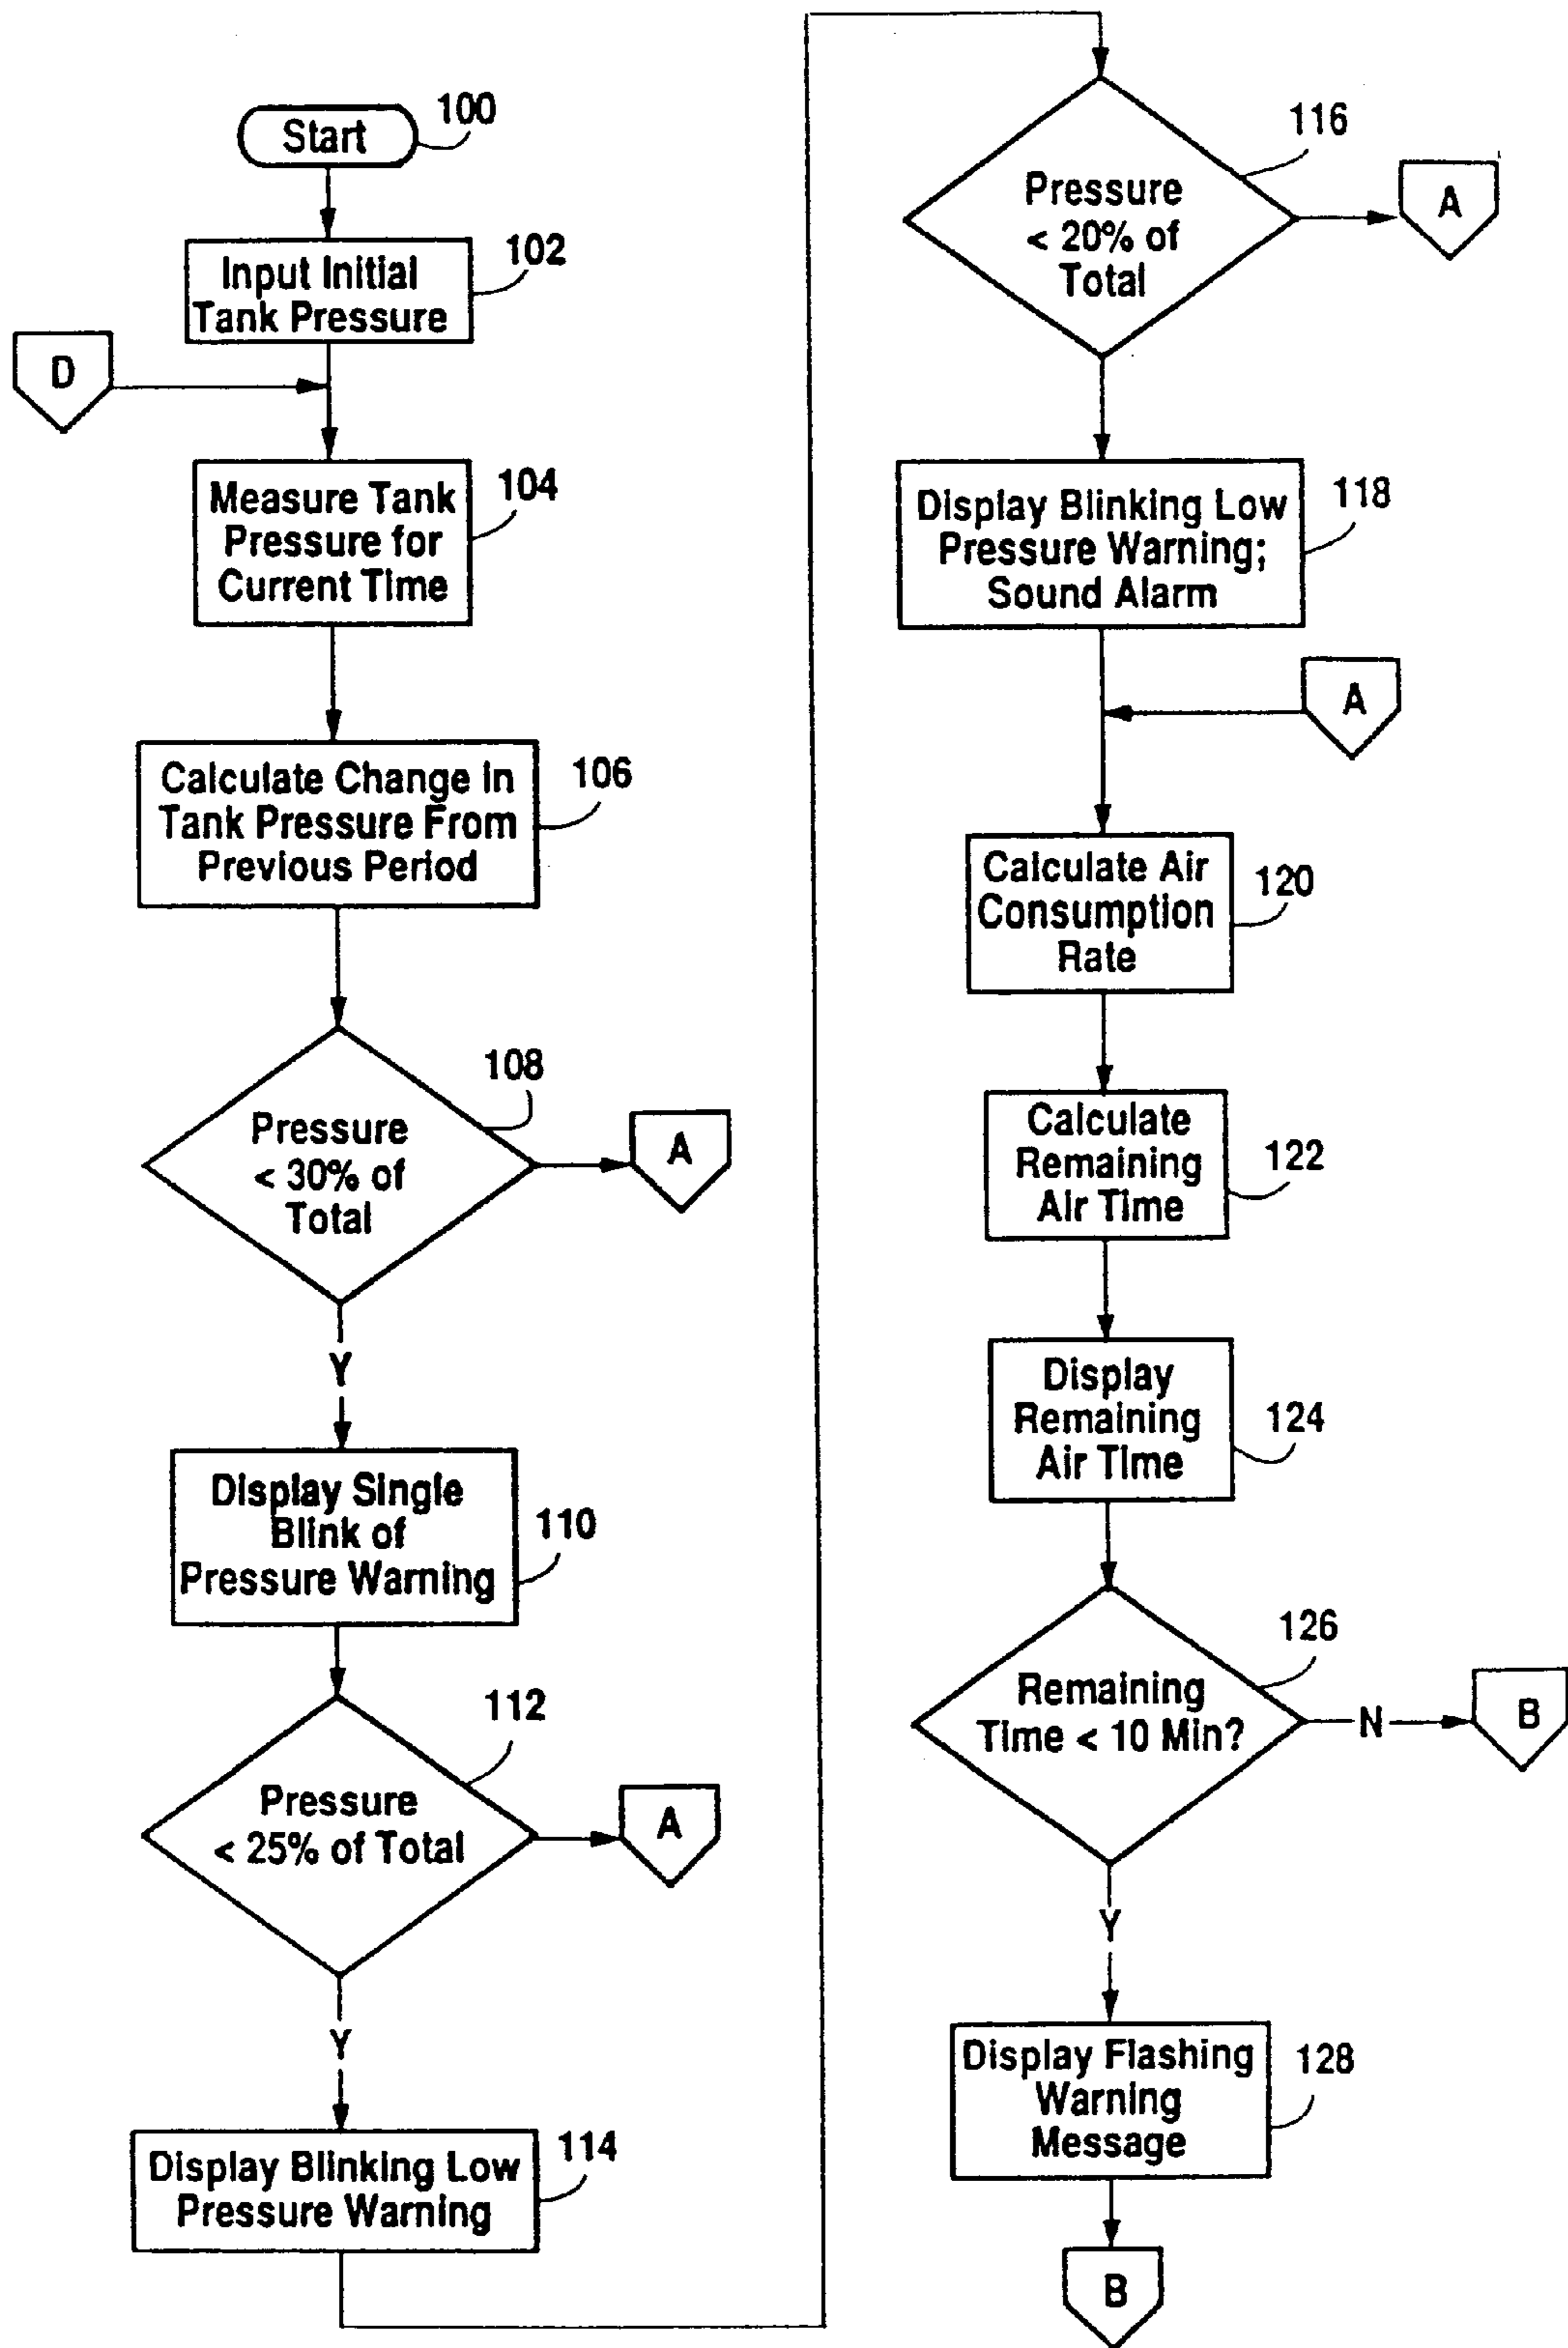 Start
100
Input Initial
Tank Pressure
102
D
Measure Tank
Pressure for
Current Time
104
Calculate Change in
Tank Pressure From
Previous Period
106
Pressure
< 30% of
Total
108
A
Y
Display Single
Blink of
Pressure Warning
110
Pressure
< 25% of Total
112
A
Y
Display Blinking Low
Pressure Warning
114
Pressure
< 20% of
Total
116
A
Display Blinking Low
Pressure Warning;
Sound Alarm
118
A
Calculate Air
Consumption
Rate
120
Calculate
Remaining
Air Time
122
Display
Remaining
Air Time
124
Remaining
Time < 10 Min?
126
N
B
Y
Display Flashing
Warning
Message
128
B